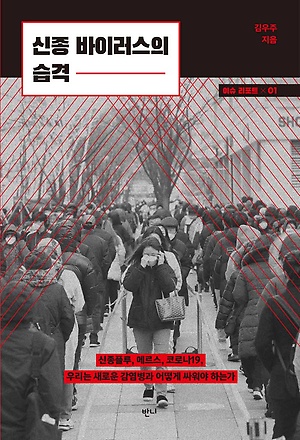 김우주
지음
신종 바이러스의
습격
이슈 리포트 × 01
SHO
신종플루, 메르스, 코로나19,
우리는 새로운 감염병과 어떻게 싸워야 하는가
반니